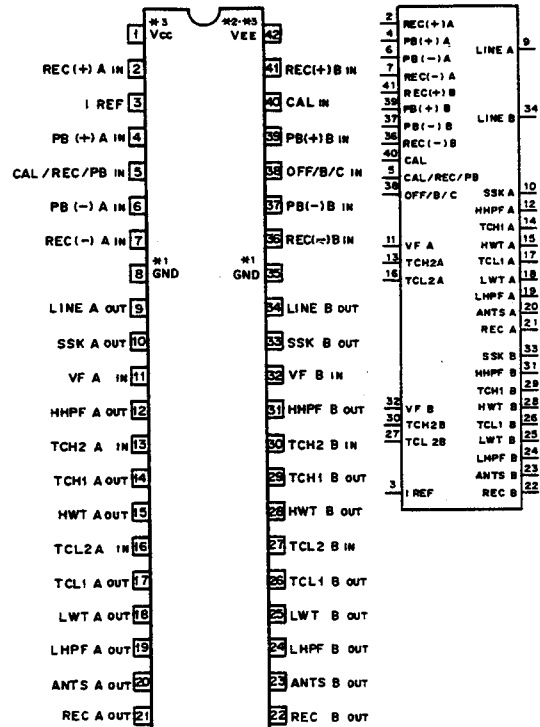 *3 *2·*3
1 Vcc VEE 42
REC(+) A IN 2 41 REC(+)B IN
I REF 3 40 CAL IN
PB (+) A IN 4 39 PB(+)B IN
CAL/REC/PB IN 5 38 OFF/B/C IN
PB (-) A IN 6 37 PB(-)B IN
REC(-) A IN 7 36 REC(-)B IN
*1 *1
8 GND GND 35
LINE A OUT 9 34 LINE B OUT
SSK A OUT 10 33 SSK B OUT
VF A IN 11 32 VF B IN
HHPF A OUT 12 31 HHPF B OUT
TCH2 A IN 13 30 TCH2 B IN
TCH1 A OUT 14 29 TCH1 B OUT
HWT A OUT 15 28 HWT B OUT
TCL2A IN 16 27 TCL2 B IN
TCL1 A OUT 17 26 TCL1 B OUT
LWT A OUT 18 25 LWT B OUT
LHPF A OUT 19 24 LHPF B OUT
ANTS A OUT 20 23 ANTS B OUT
REC A OUT 21 22 REC B OUT
2 REC(+)A
4 PB(+)A
6 PB(-)A
7 REC(-)A
41 REC(+)B
39 PB(+)B
37 PB(-)B
36 REC(-)B
40 CAL
5 CAL/REC/PB
38 OFF/B/C
11 VF A
13 TCH2A
16 TCL2A
32 VF B
30 TCH2B
27 TCL 2B
3 I REF
LINE A 9
LINE B 34
SSK A 10
HHPF A 12
TCH1 A 14
HWT A 15
TCL1 A 17
LWT A 18
LHPF A 19
ANTS A 20
REC A 21
SSK B 33
HHPF B 31
TCH1 B 29
HWT B 28
TCL1 B 26
LWT B 25
LHPF B 24
ANTS B 23
REC B 22